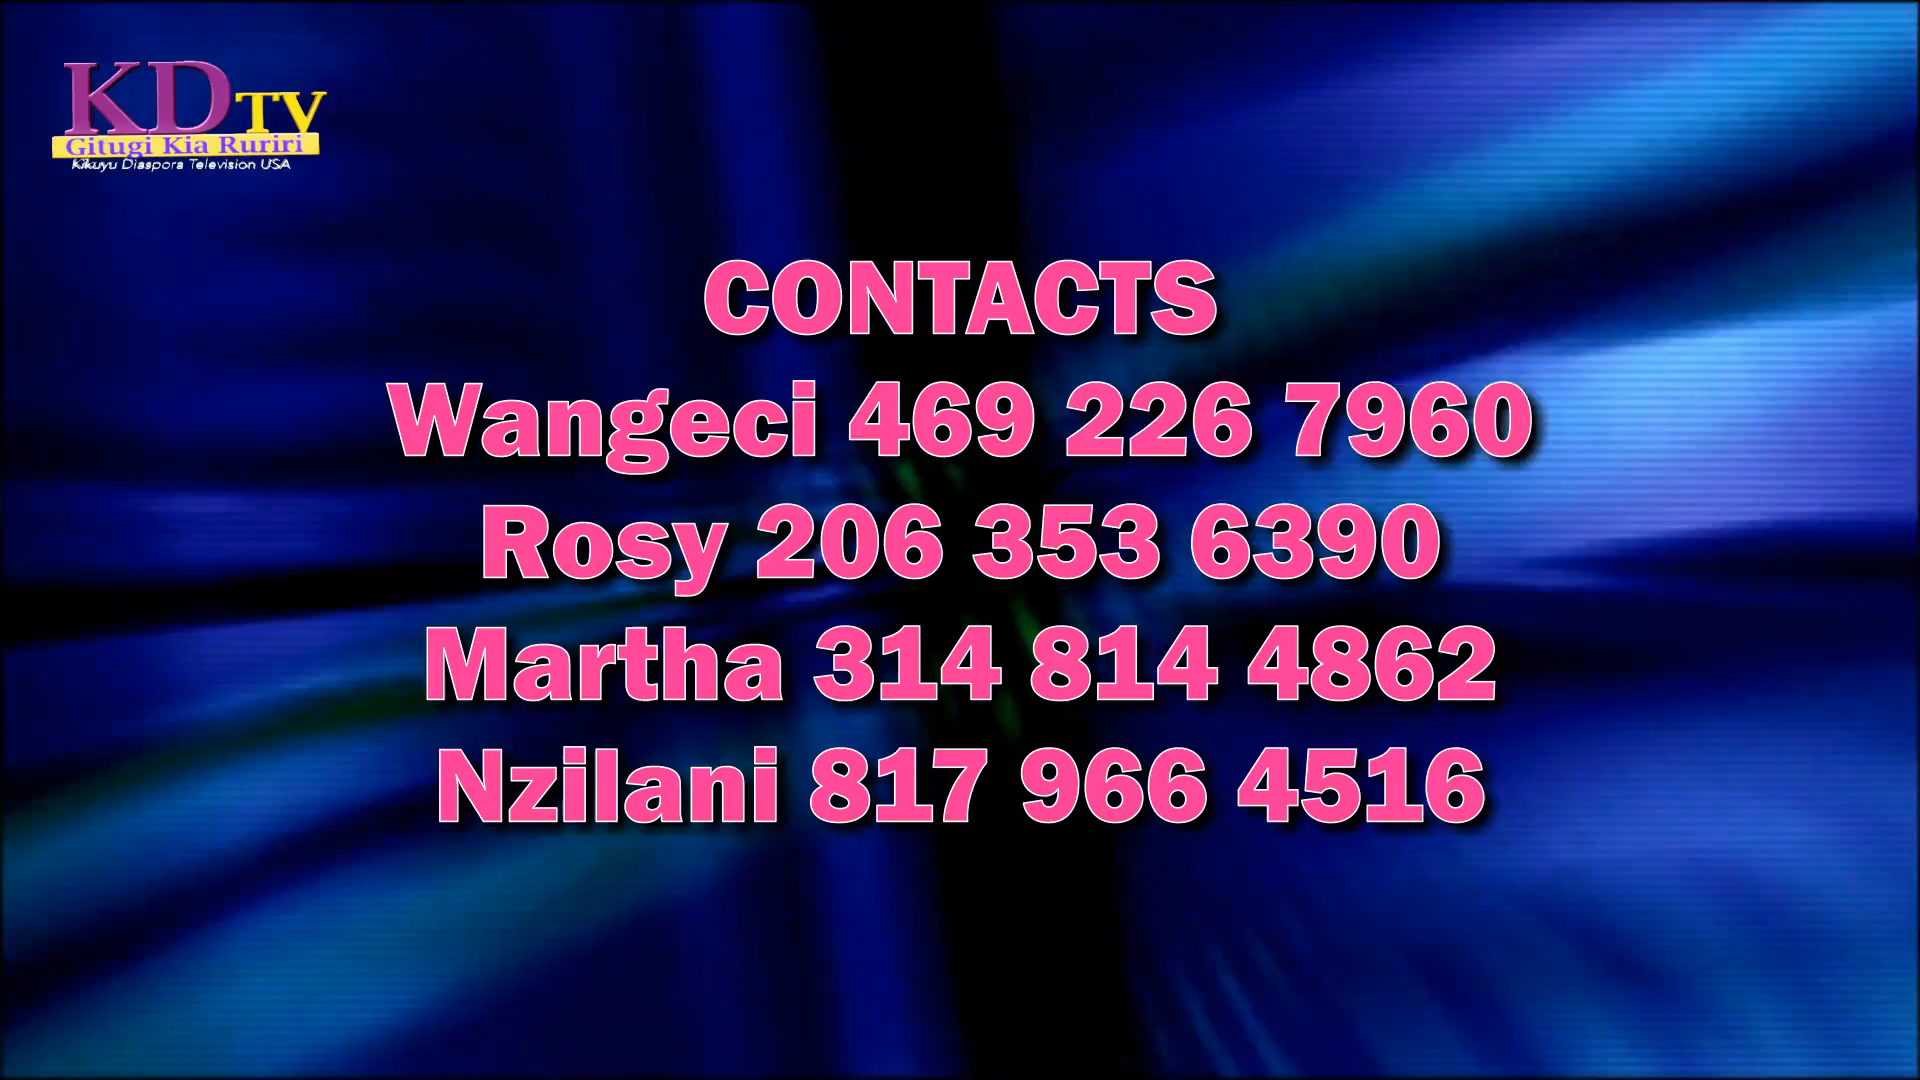 KDTV
Gitugi Kia Ruriri
Kikuyu Diaspora Television USA
CONTACTS
Wangeci 469 226 7960
Rosy 206 353 6390
Martha 314 814 4862
Nzilani 817 966 4516